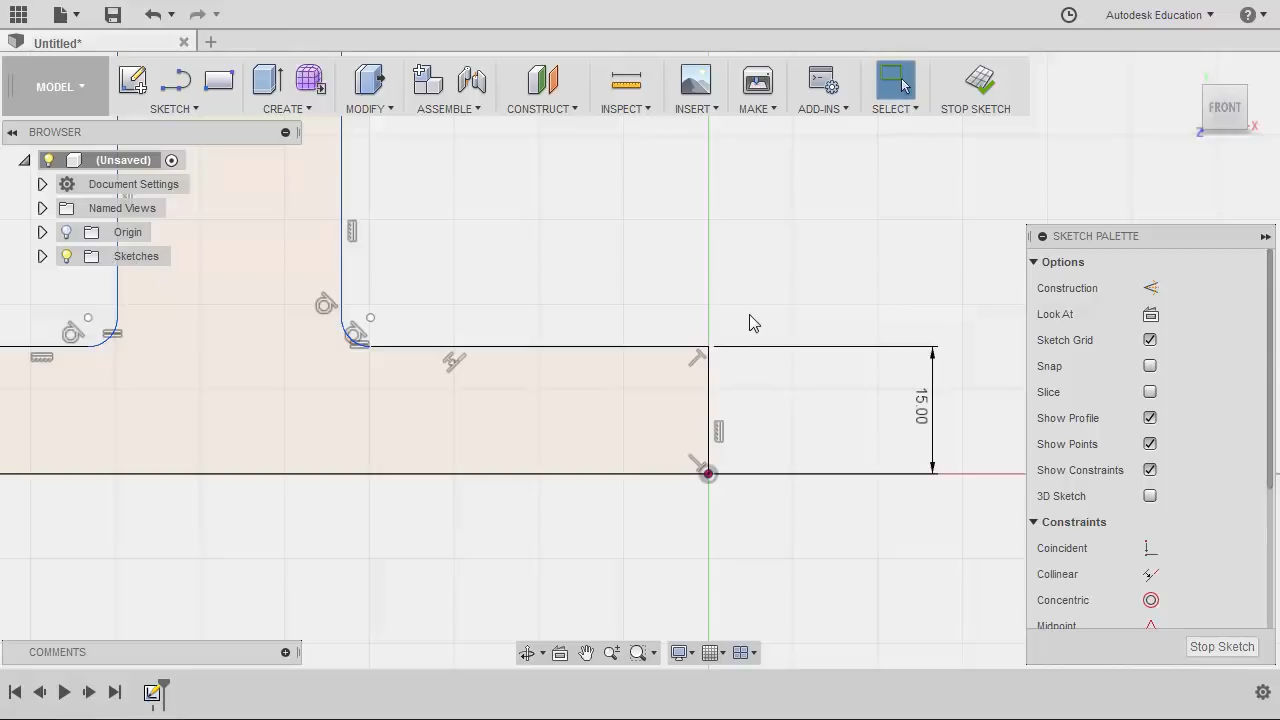 Autodesk Education
Untitled*
MODEL
SKETCH
CREATE
MODIFY
ASSEMBLE
CONSTRUCT
INSPECT
INSERT
MAKE
ADD-INS
SELECT
STOP SKETCH
FRONT
X
Z
BROWSER
(Unsaved)
Document Settings
Named Views
Origin
Sketches
SKETCH PALETTE
Options
Construction
Look At
Sketch Grid
Snap
Slice
Show Profile
Show Points
Show Constraints
3D Sketch
Constraints
Coincident
Collinear
Concentric
Midpoint
Stop Sketch
15.00
COMMENTS